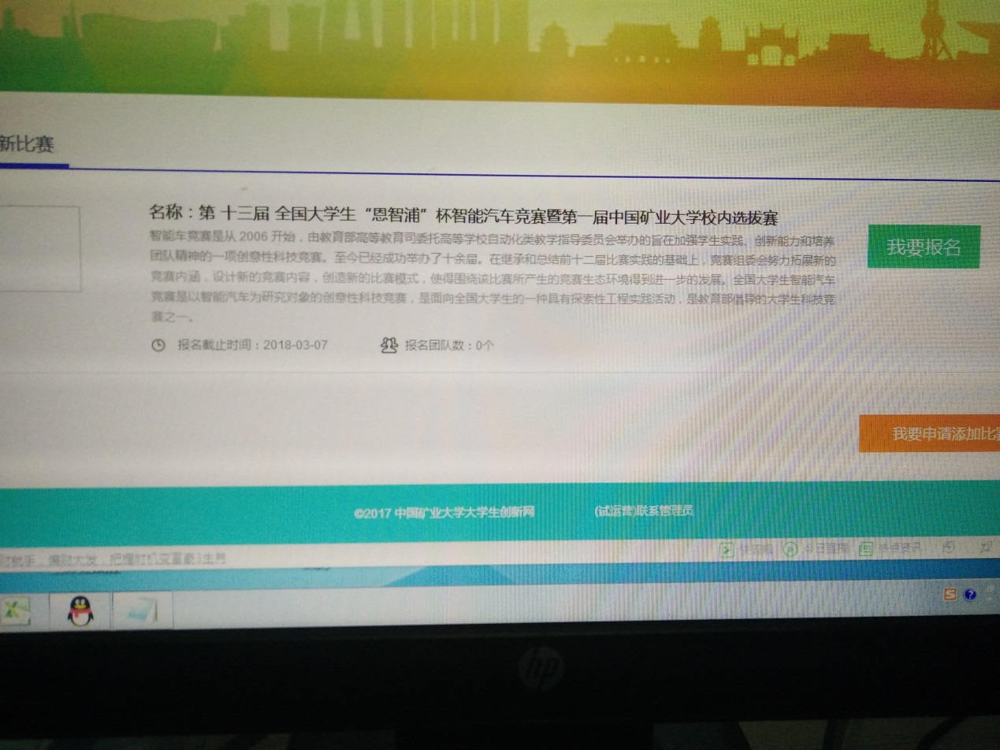 新比赛
名称：第 十三届 全国大学生“恩智浦”杯智能汽车竞赛暨第一届中国矿业大学校内选拔赛
智能车竞赛是从 2006 开始，由教育部高等教育司委托高等学校自动化类教学指导委员会举办的旨在加强学生实践、创新能力和培养
团队精神的一项创意性科技竞赛。至今已经成功举办了十余届。在继承和总结前十二届比赛实践的基础上，竞赛组委会努力拓展新的
竞赛内涵，设计新的竞赛内容，创造新的比赛模式，使得围绕该比赛所产生的竞赛生态环境得到进一步的发展。全国大学生智能汽车
竞赛是以智能汽车为研究对象的创意性科技竞赛，是面向全国大学生的一种具有探索性工程实践活动，是教育部倡导的大学生科技竞
赛之一。
我要报名
报名截止时间：2018-03-07 报名团队数：0个
我要申请添加比赛
©2017 中国矿业大学大学生创新网 (试运营)联系管理员
快剪辑 今日直播 热点资讯
hp